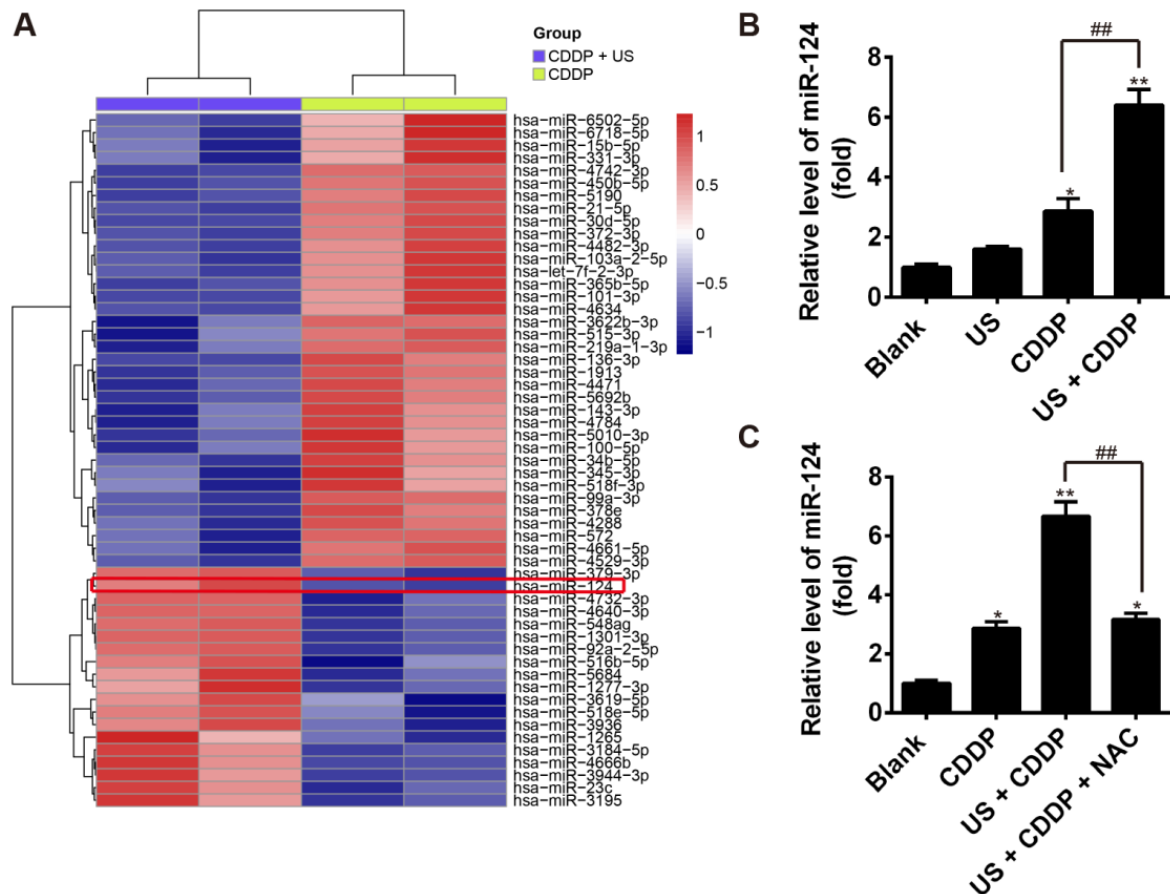 A
Group
CDDP + US
CDDP
hsa−miR−6502−5p
hsa−miR−6718−5p
hsa−miR−15b−5p
hsa−miR−331−3p
hsa−miR−4742−3p
hsa−miR−450b−5p
hsa−miR−5190
hsa−miR−21−5p
hsa−miR−30d−5p
hsa−miR−372−3p
hsa−miR−4482−3p
hsa−miR−103a−2−5p
hsa−let−7f−2−3p
hsa−miR−365b−5p
hsa−miR−101−3p
hsa−miR−4634
hsa−miR−3622b−3p
hsa−miR−515−3p
hsa−miR−219a−1−3p
hsa−miR−136−3p
hsa−miR−1913
hsa−miR−4471
hsa−miR−5692b
hsa−miR−143−3p
hsa−miR−4784
hsa−miR−5010−3p
hsa−miR−100−5p
hsa−miR−34b−5p
hsa−miR−345−3p
hsa−miR−518f−3p
hsa−miR−99a−3p
hsa−miR−378e
hsa−miR−4288
hsa−miR−572
hsa−miR−4661−5p
hsa−miR−4529−3p
hsa−miR−379−3p
hsa−miR−124
hsa−miR−4732−3p
hsa−miR−4640−3p
hsa−miR−548ag
hsa−miR−1301−3p
hsa−miR−92a−2−5p
hsa−miR−516b−5p
hsa−miR−5684
hsa−miR−1277−3p
hsa−miR−3619−5p
hsa−miR−518e−5p
hsa−miR−3936
hsa−miR−1265
hsa−miR−3184−5p
hsa−miR−4666b
hsa−miR−3944−3p
hsa−miR−23c
hsa−miR−3195
1
0.5
0
−0.5
−1
B
Relative level of miR-124
(fold)
8
6
4
2
0
##
*
**
Blank
US
CDDP
US + CDDP
C
Relative level of miR-124
(fold)
8
6
4
2
0
##
*
**
*
Blank
CDDP
US + CDDP
US + CDDP + NAC